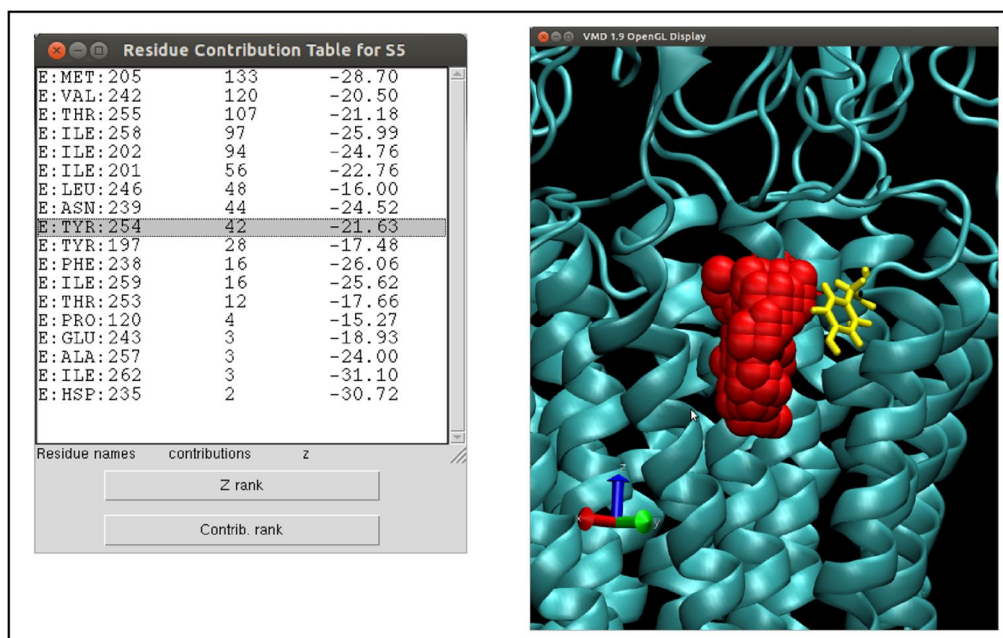 Residue Contribution Table for S5
E:MET:205 133 -28.70
E:VAL:242 120 -20.50
E:THR:255 107 -21.18
E:ILE:258 97 -25.99
E:ILE:202 94 -24.76
E:ILE:201 56 -22.76
E:LEU:246 48 -16.00
E:ASN:239 44 -24.52
E:TYR:254 42 -21.63
E:TYR:197 28 -17.48
E:PHE:238 16 -26.06
E:ILE:259 16 -25.62
E:THR:253 12 -17.66
E:PRO:120 4 -15.27
E:GLU:243 3 -18.93
E:ALA:257 3 -24.00
E:ILE:262 3 -31.10
E:HSP:235 2 -30.72
Residue names contributions z
Z rank
Contrib. rank
VMD 1.9 OpenGL Display
z
y